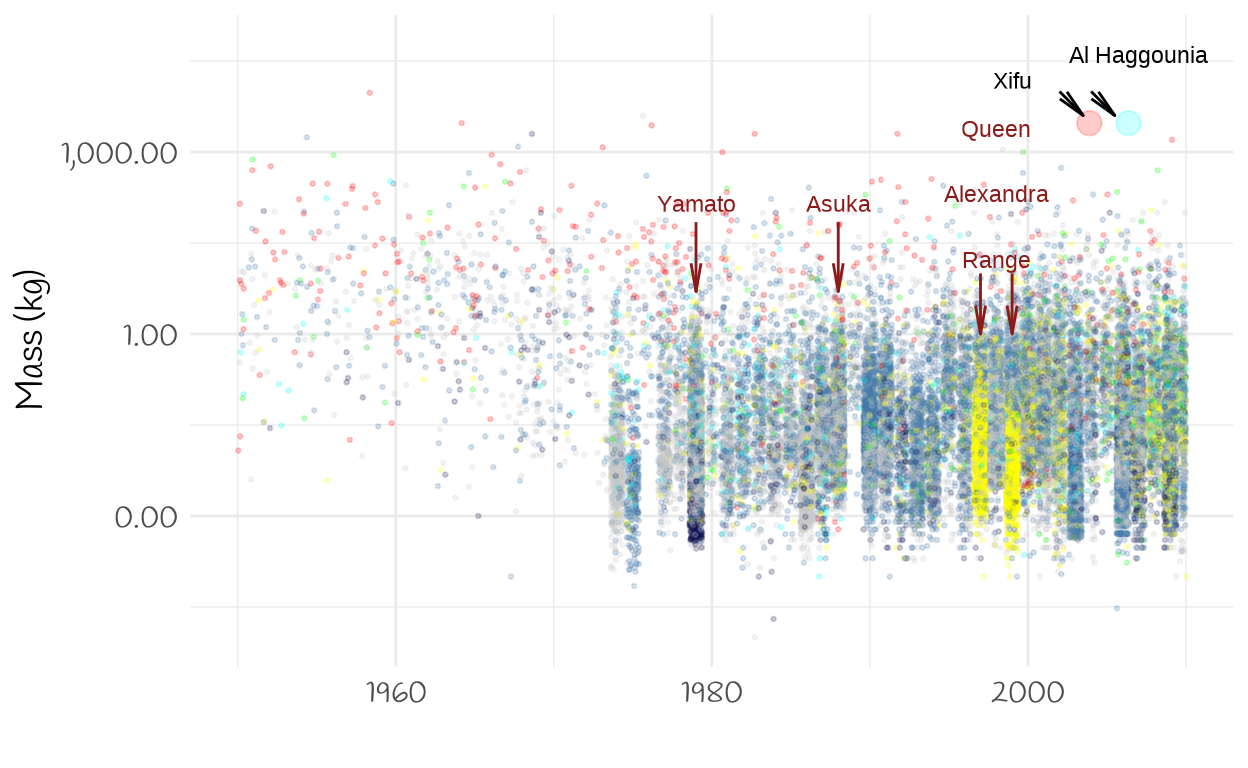 Al Haggounia
Xifu
Queen
Alexandra
Range
Yamato
Asuka
1,000.00
1.00
0.00
Mass (kg)
1960
1980
2000